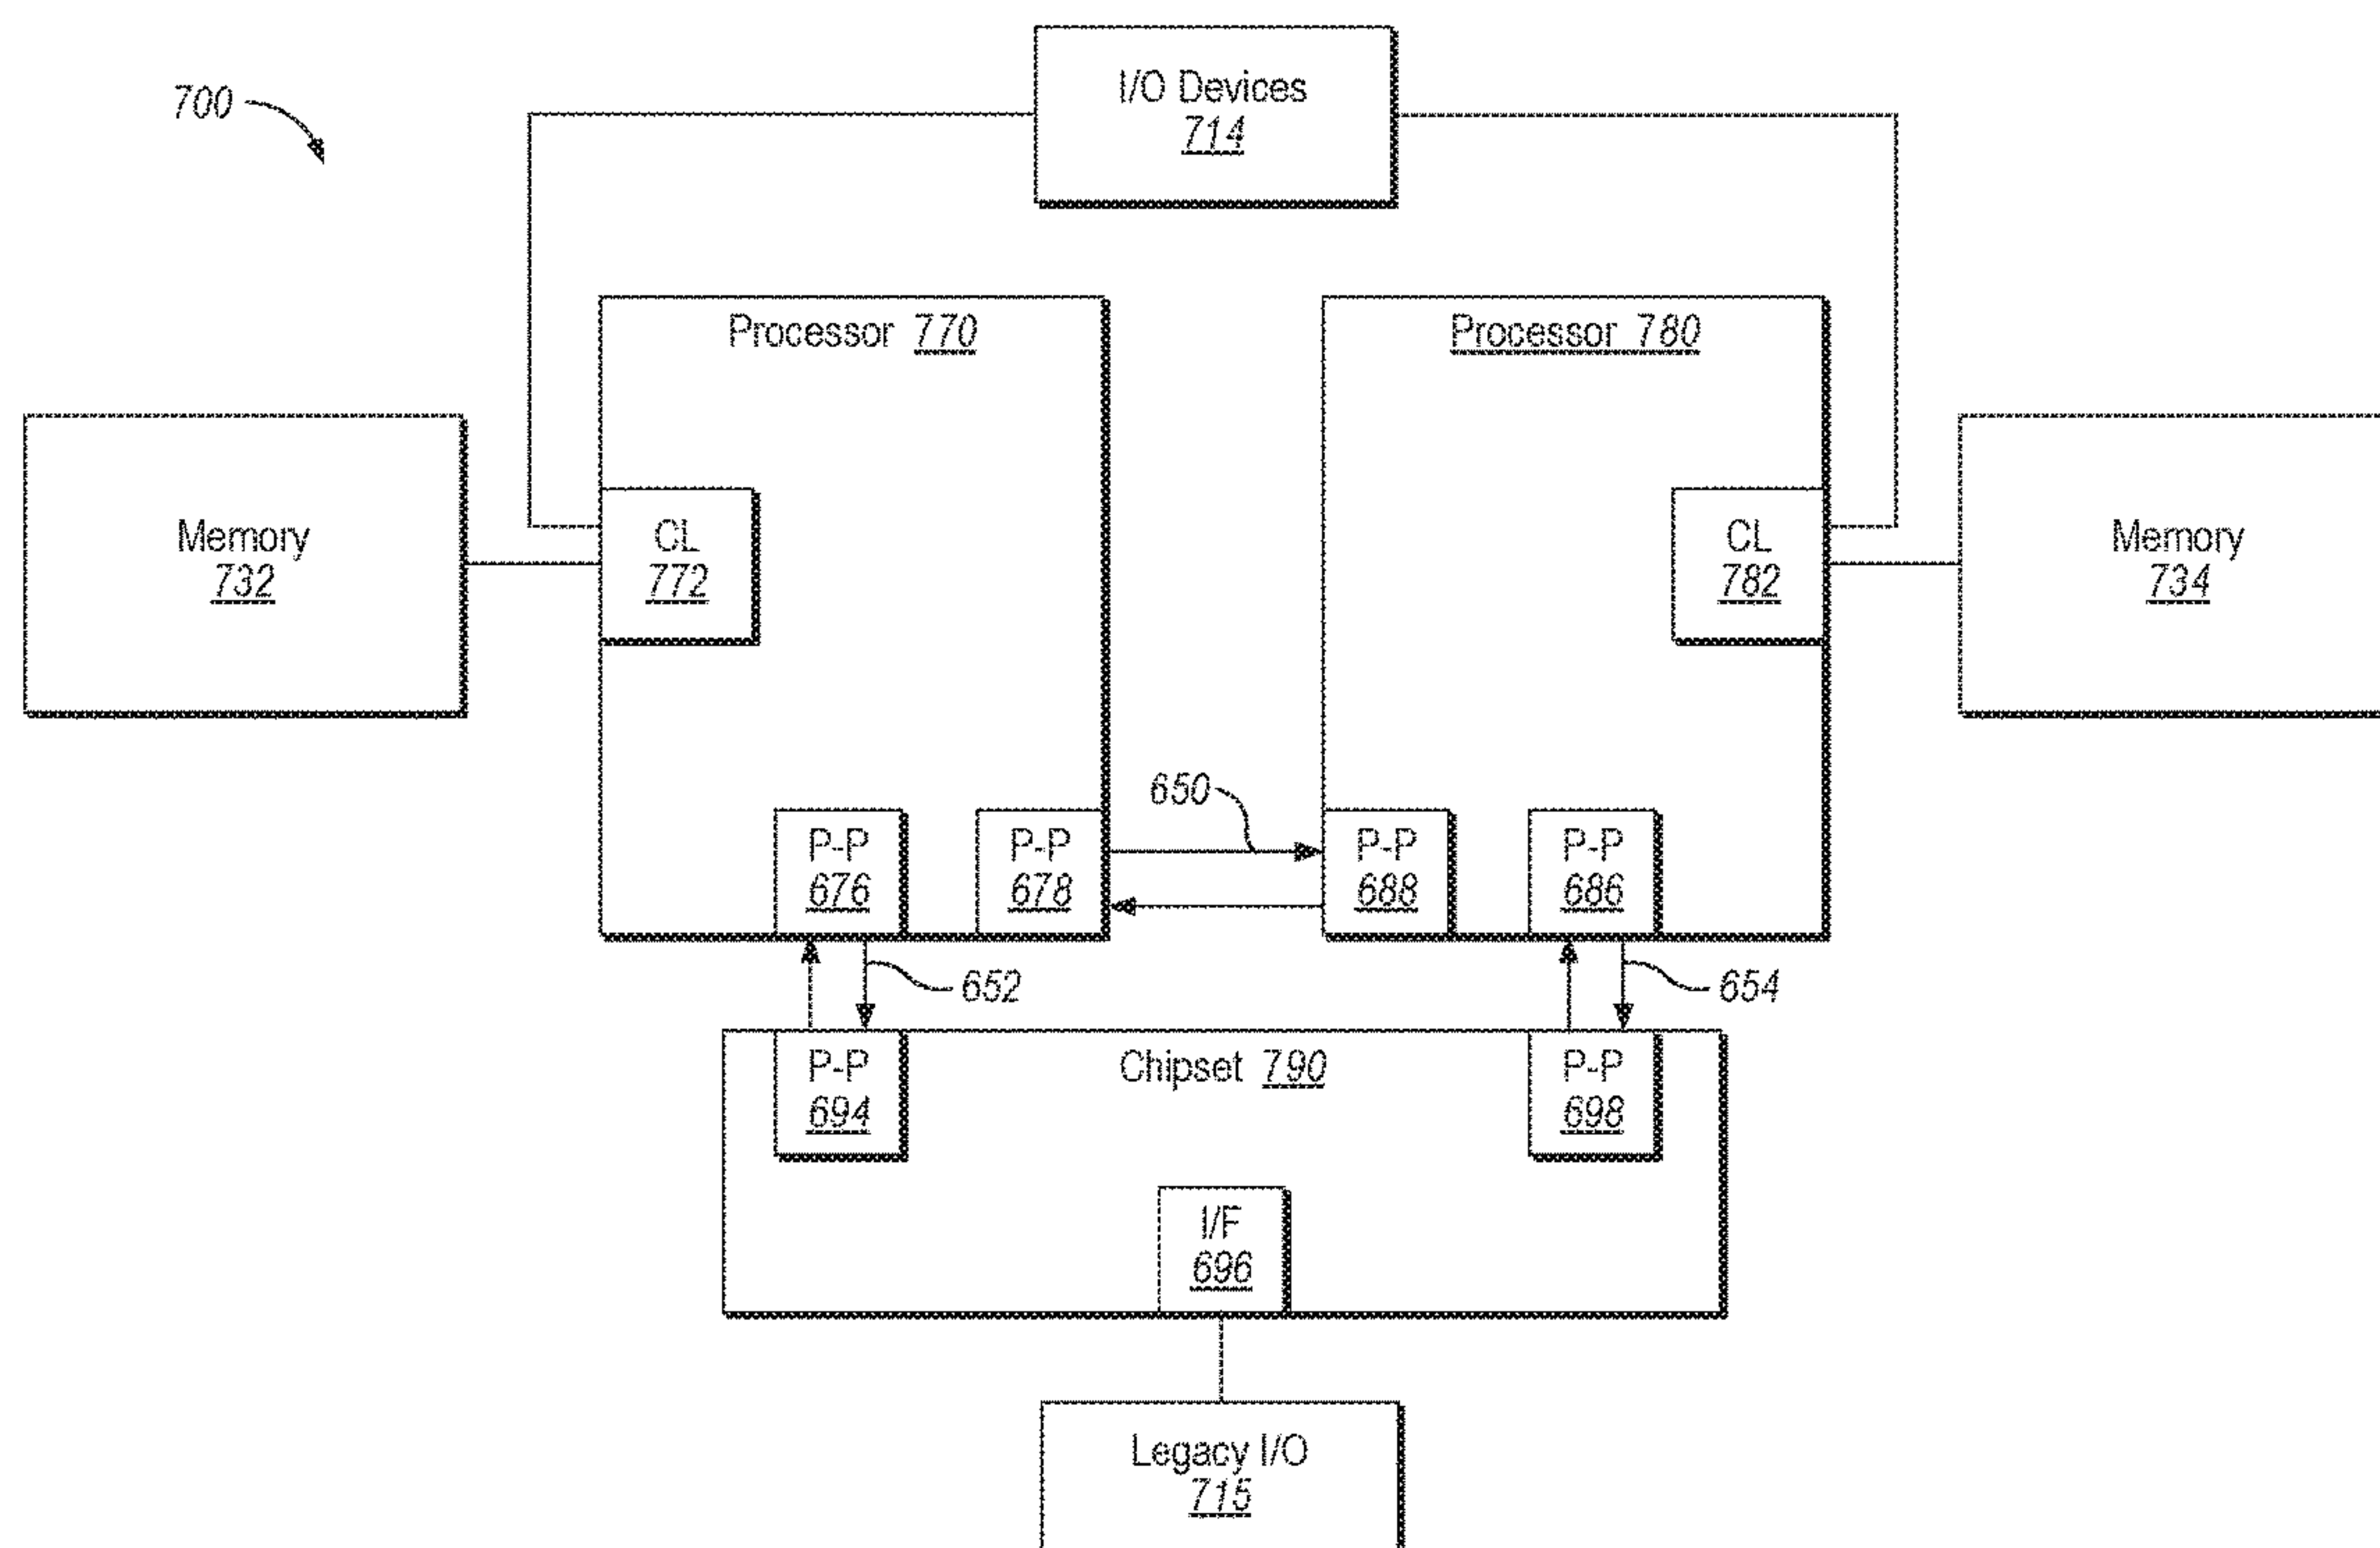 700
I/O Devices
714
Processor 770
Processor 780
Memory
732
CL
772
CL
782
Memory
734
650
P-P
676
P-P
678
P-P
688
P-P
686
652
654
P-P
694
Chipset 790
P-P
698
I/F
696
Legacy I/O
715